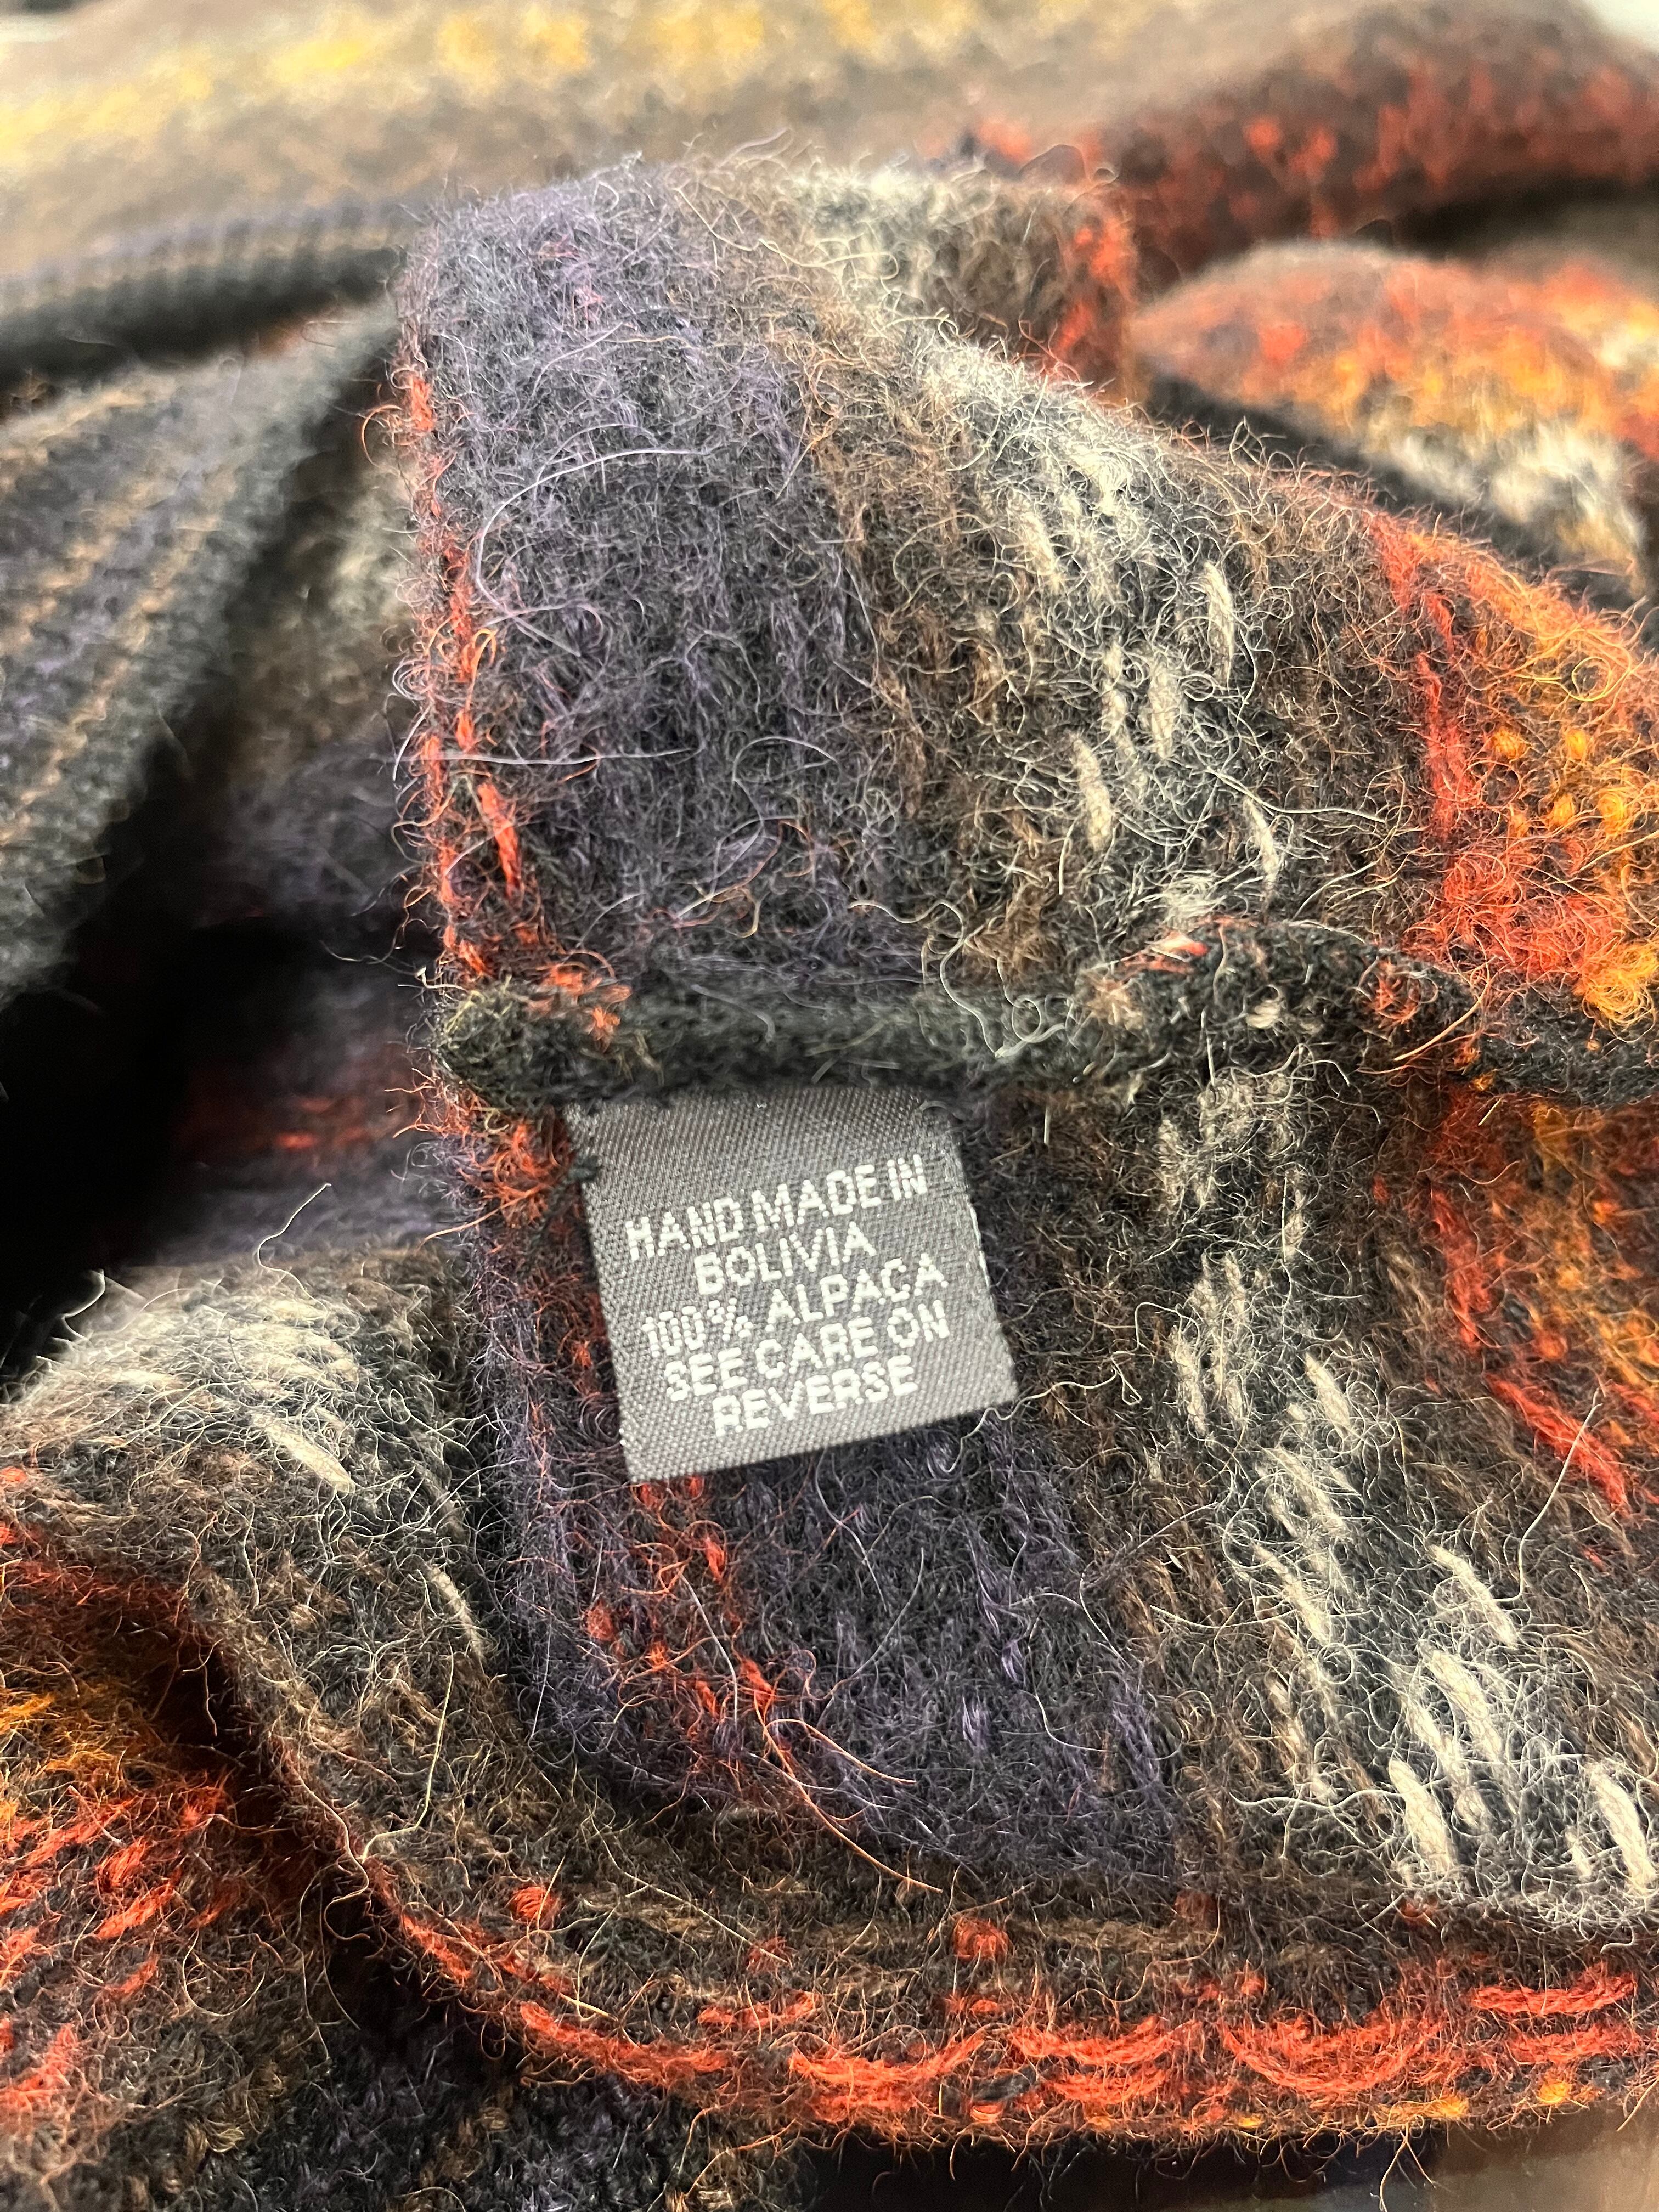 HAND MADE IN
BOLIVIA
100% ALPACA
SEE CARE ON
REVERSE